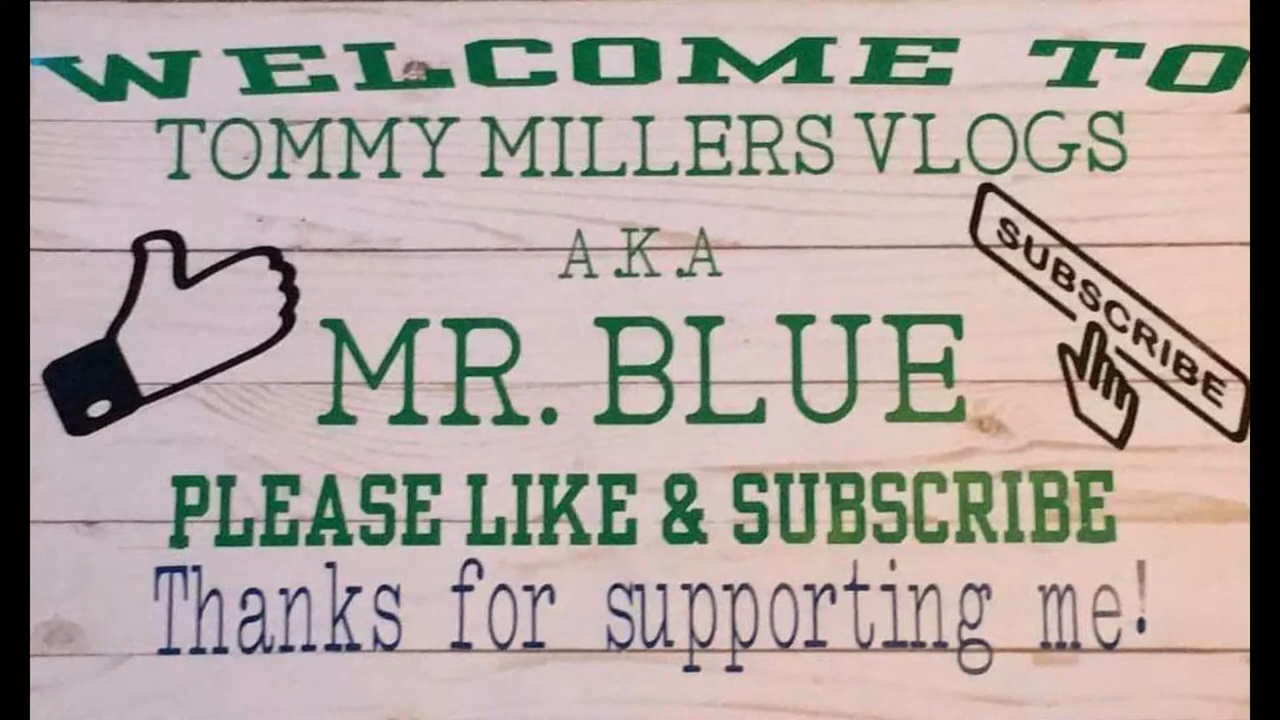 WELCOME TO
TOMMY MILLERS VLOGS
A.K.A
SUBSCRIBE
MR. BLUE
PLEASE LIKE & SUBSCRIBE
Thanks for supporting me!